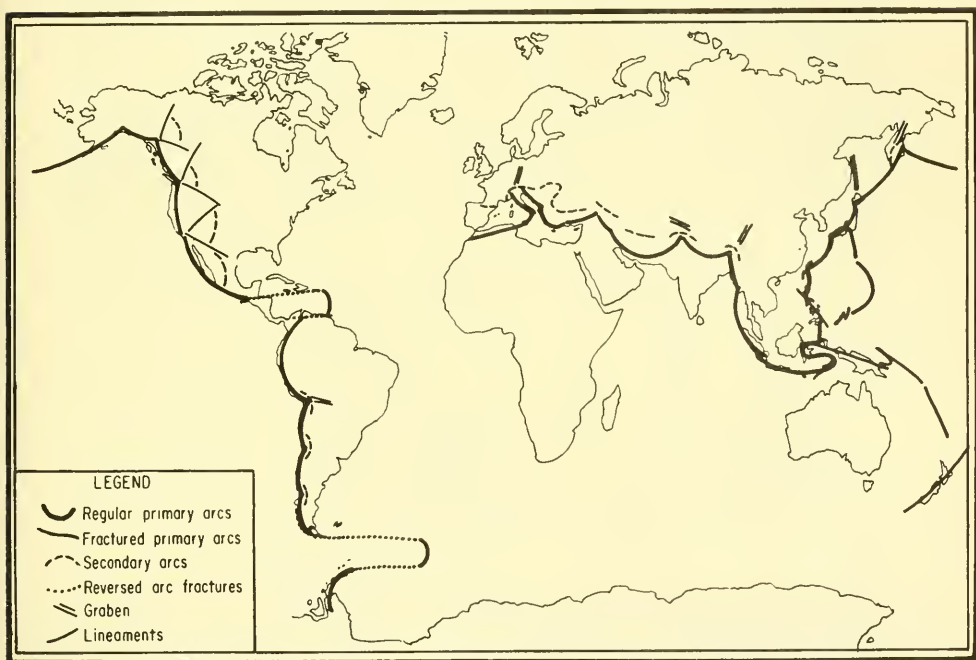 LEGEND
Regular primary arcs
Fractured primary arcs
Secondary arcs
Reversed arc fractures
Graben
Lineaments